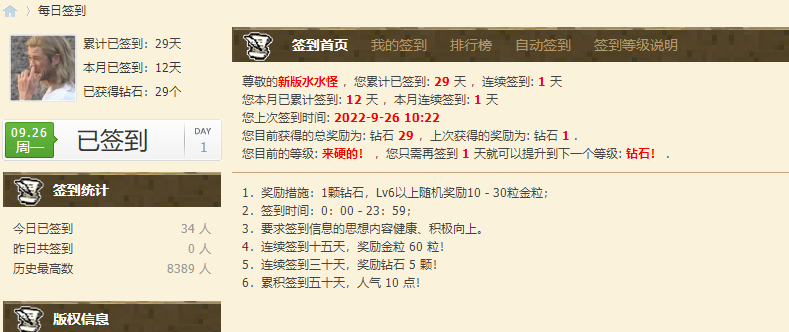 〉每日签到
累计已签到：29天
本月已签到：12天
已获得钻石：29个
09.26
周一
已签到
DAY
1
签到统计
今日已签到 34 人
昨日共签到 0 人
历史最高数 8389 人
版权信息
签到首页 我的签到 排行榜 自动签到 签到等级说明
尊敬的新版水水怪 ，您累计已签到: 29 天 ，连续签到: 1 天
您本月已累计签到: 12 天 ，本月连续签到: 1 天
您上次签到时间: 2022-9-26 10:22
您目前获得的总奖励为: 钻石 29 ，上次获得的奖励为: 钻石 1 .
您目前的等级: 来硬的！ ，您只需再签到 1 天就可以提升到下一个等级: 钻石！ .
1．奖励措施：1颗钻石，Lv6以上随机奖励10 - 30粒金粒；
2．签到时间：0：00 - 23：59；
3．要求签到信息的思想内容健康、积极向上。
4．连续签到十五天，奖励金粒 60 粒！
5．连续签到三十天，奖励钻石 5 颗！
6．累积签到五十天，人气 10 点！